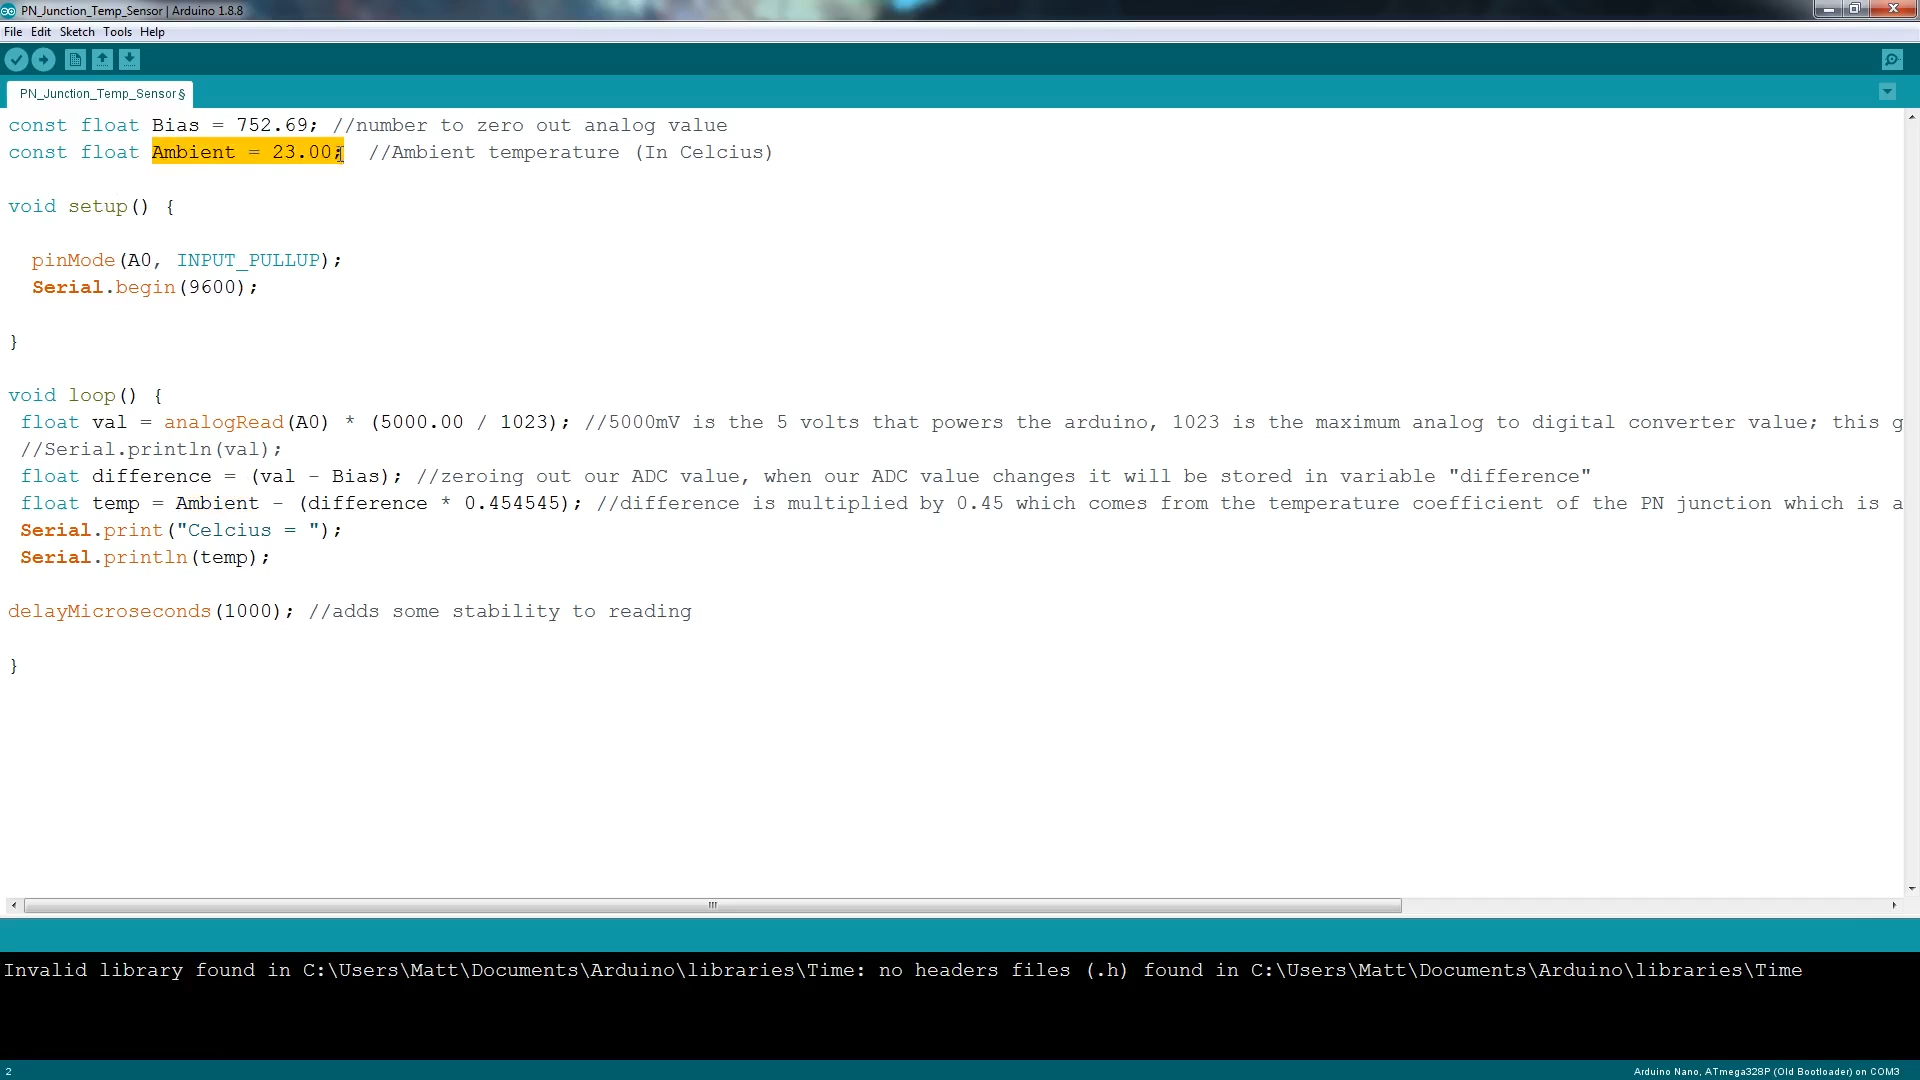 PN_Junction_Temp_Sensor | Arduino 1.8.8
File Edit Sketch Tools Help
PN_Junction_Temp_Sensor §
const float Bias = 752.69; //number to zero out analog value
const float Ambient = 23.00;  //Ambient temperature (In Celcius)
void setup() {
pinMode(A0, INPUT_PULLUP);
Serial.begin(9600);
}
void loop() {
float val = analogRead(A0) * (5000.00 / 1023); //5000mV is the 5 volts that powers the arduino, 1023 is the maximum analog to digital converter value; this g
//Serial.println(val);
float difference = (val - Bias); //zeroing out our ADC value, when our ADC value changes it will be stored in variable "difference"
float temp = Ambient - (difference * 0.454545); //difference is multiplied by 0.45 which comes from the temperature coefficient of the PN junction which is a
Serial.print("Celcius = ");
Serial.println(temp);
delayMicroseconds(1000); //adds some stability to reading
}
Invalid library found in C:\Users\Matt\Documents\Arduino\libraries\Time: no headers files (.h) found in C:\Users\Matt\Documents\Arduino\libraries\Time
2 Arduino Nano, ATmega328P (Old Bootloader) on COM3